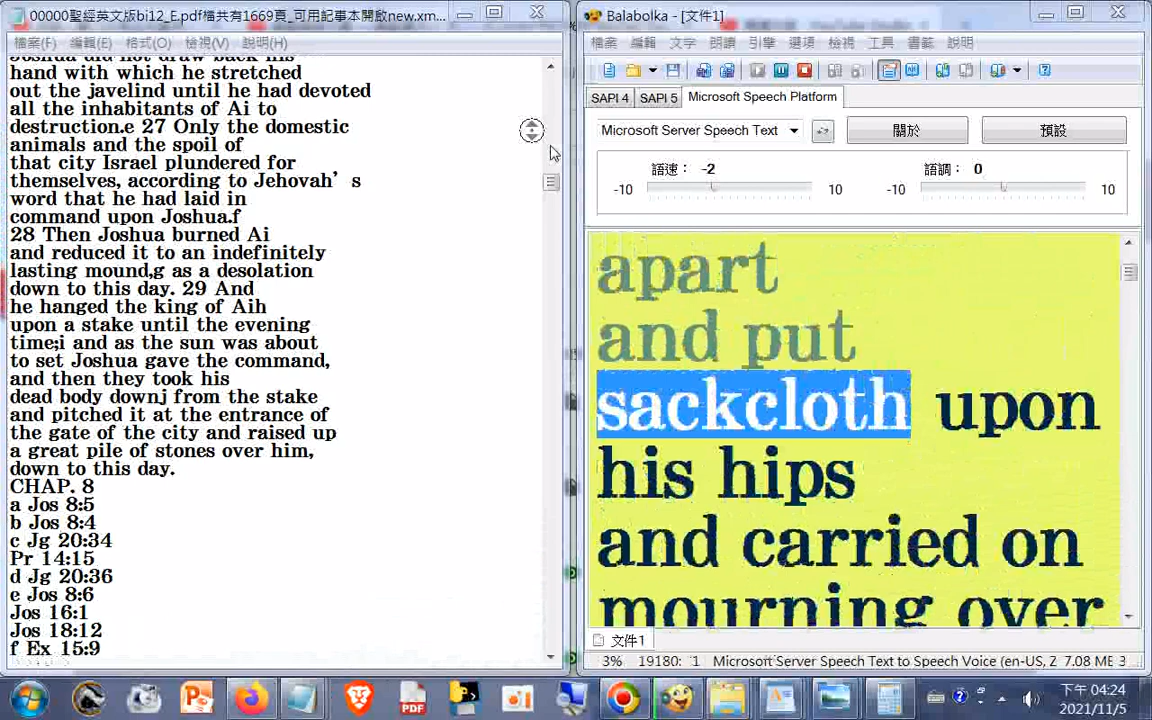 00000聖經英文版bi12_E.pdf檔共有1669頁_可用記事本開啟new.xm...
檔案(F) 編輯(E) 格式(O) 檢視(V) 說明(H)
Joshua did not draw back his
hand with which he stretched
out the javelind until he had devoted
all the inhabitants of Ai to
destruction.e 27 Only the domestic
animals and the spoil of
that city Israel plundered for
themselves, according to Jehovah’s
word that he had laid in
command upon Joshua.f
28 Then Joshua burned Ai
and reduced it to an indefinitely
lasting mound,g as a desolation
down to this day. 29 And
he hanged the king of Aih
upon a stake until the evening
time;i and as the sun was about
to set Joshua gave the command,
and then they took his
dead body downj from the stake
and pitched it at the entrance of
the gate of the city and raised up
a great pile of stones over him,
down to this day.
CHAP. 8
a Jos 8:5
b Jos 8:4
c Jg 20:34
Pr 14:15
d Jg 20:36
e Jos 8:6
Jos 16:1
Jos 18:12
f Ex 15:9
Balabolka - [文件1]
檔案 編輯 文字 朗讀 引擎 選項 檢視 工具 書籤 說明
SAPI 4 SAPI 5 Microsoft Speech Platform
Microsoft Server Speech Text 關於 預設
語速： -2 語調： 0
-10 10 -10 10
apart
and put
sackcloth upon
his hips
and carried on
mourning over
文件1
3% 19180: 1 Microsoft Server Speech Text to Speech Voice (en-US, 2 7.08 MB 3
PDF
下午 04:24
2021/11/5